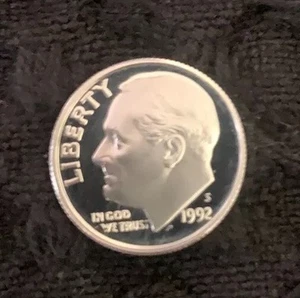 LIBERTY
IN GOD
WE TRUST
S
1992